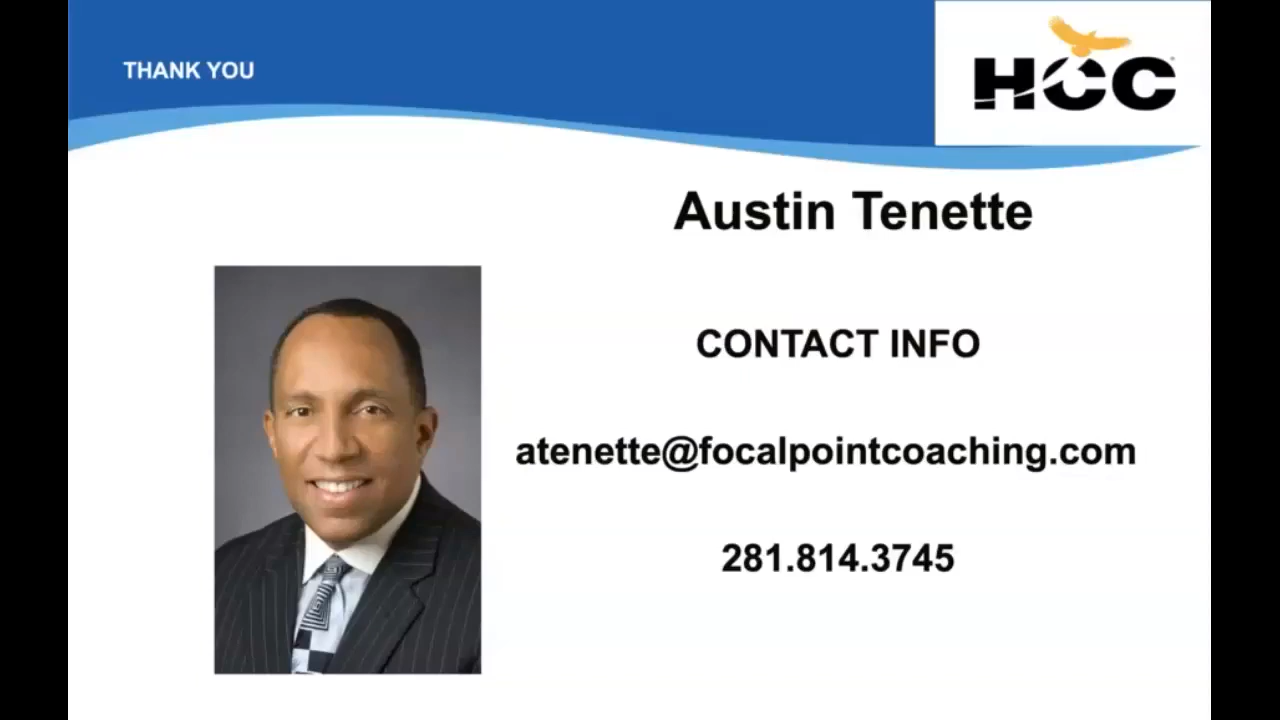 THANK YOU
HCC
Austin Tenette
CONTACT INFO
atenette@focalpointcoaching.com
281.814.3745